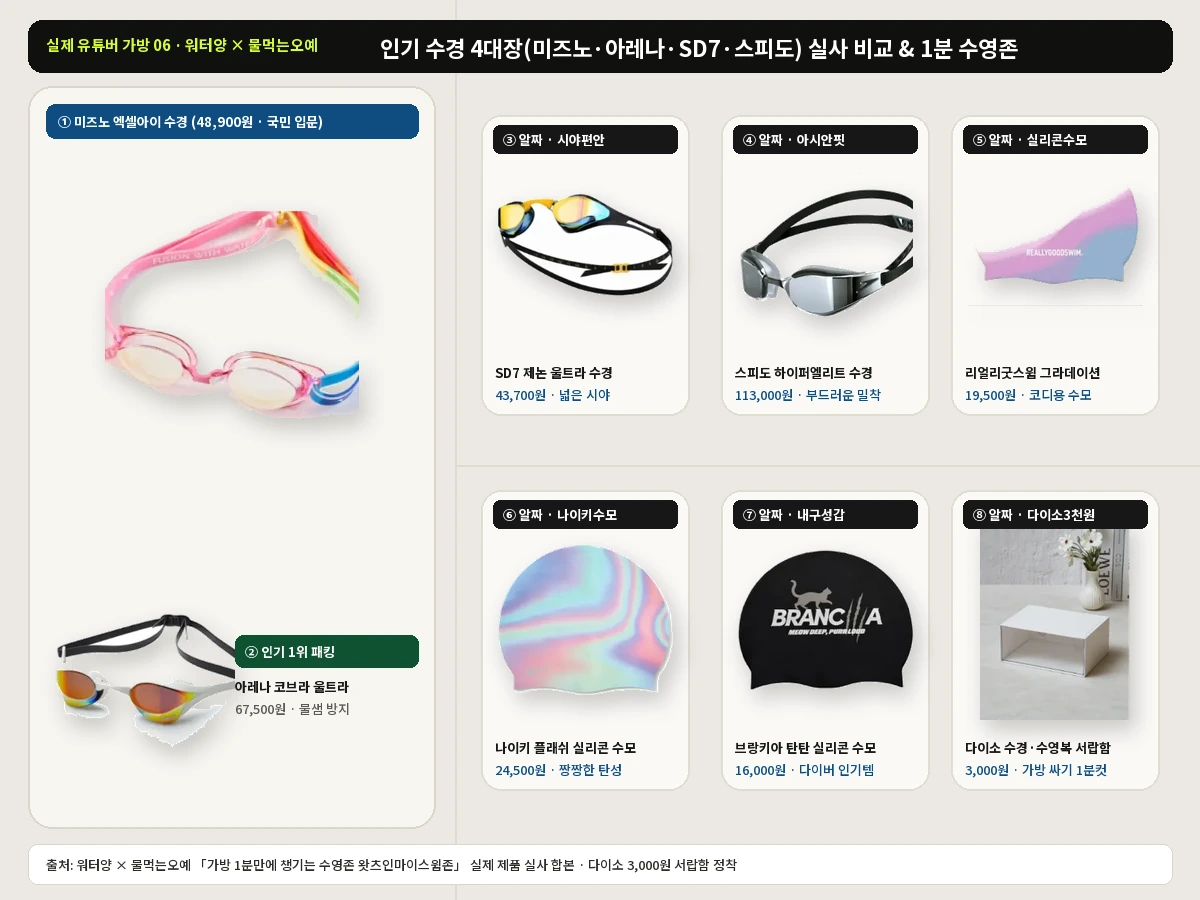 실제 유튜버 가방 06 · 워터양 × 물먹는오예
인기 수경 4대장(미즈노·아레나·SD7·스피도) 실사 비교 & 1분 수영존
① 미즈노 엑셀아이 수경 (48,900원 · 국민 입문)
FUSION WITH WATER
② 인기 1위 패킹
아레나 코브라 울트라
67,500원 · 물샘 방지
③ 알짜 · 시야편안
SD7 제논 울트라 수경
43,700원 · 넓은 시야
④ 알짜 · 아시안핏
스피도 하이퍼엘리트 수경
113,000원 · 부드러운 밀착
⑤ 알짜 · 실리콘수모
REALLYGOODSWIM.
리얼리굿스윔 그라데이션
19,500원 · 코디용 수모
⑥ 알짜 · 나이키수모
나이키 플래쉬 실리콘 수모
24,500원 · 짱짱한 탄성
⑦ 알짜 · 내구성갑
BRANC A
MEOW DEEP, PURR LOUD
브랑키아 탄탄 실리콘 수모
16,000원 · 다이버 인기템
⑧ 알짜 · 다이소3천원
LOEWE
다이소 수경·수영복 서랍함
3,000원 · 가방 싸기 1분컷
출처: 워터양 × 물먹는오예 「가방 1분만에 챙기는 수영존 왓츠인마이스윔존」 실제 제품 실사 합본 · 다이소 3,000원 서랍함 정착